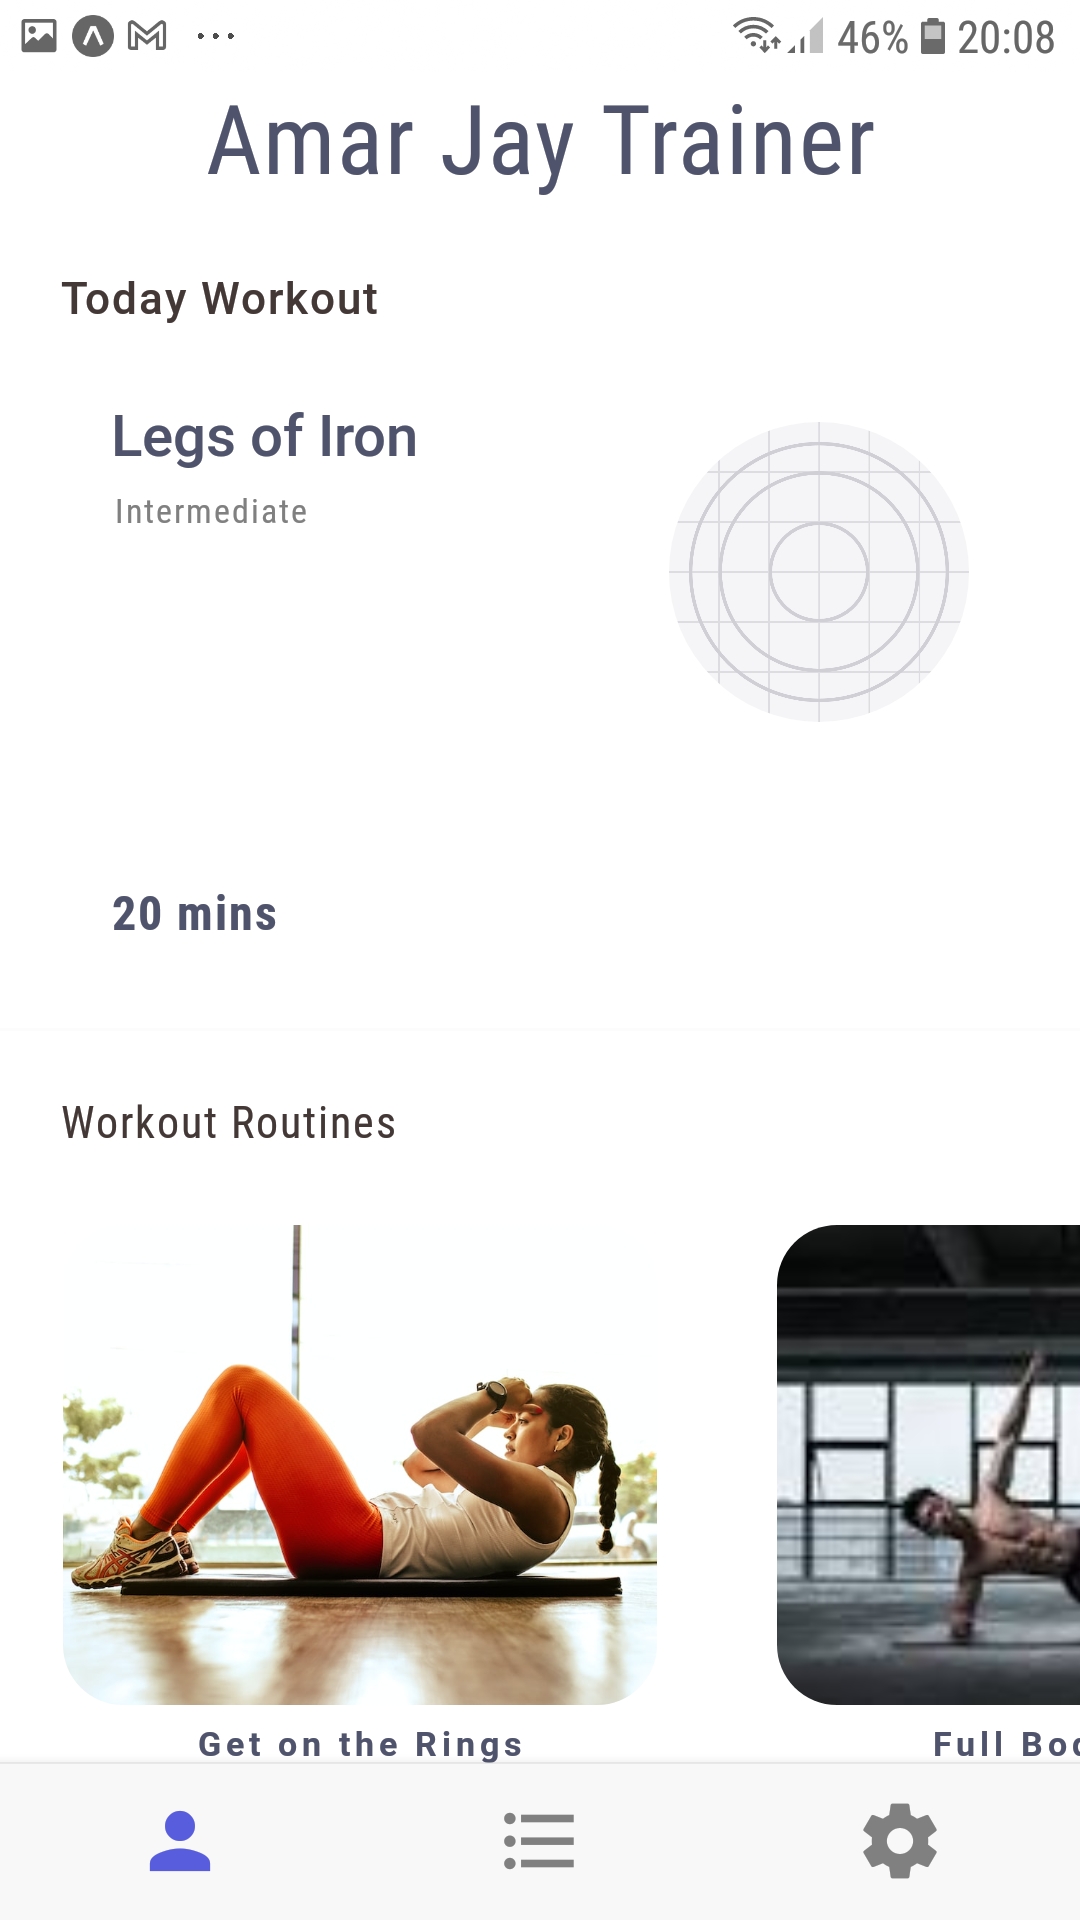 46% 20:08
Amar Jay Trainer
Today Workout
Legs of Iron
Intermediate
20 mins
Workout Routines
Get on the Rings
Full